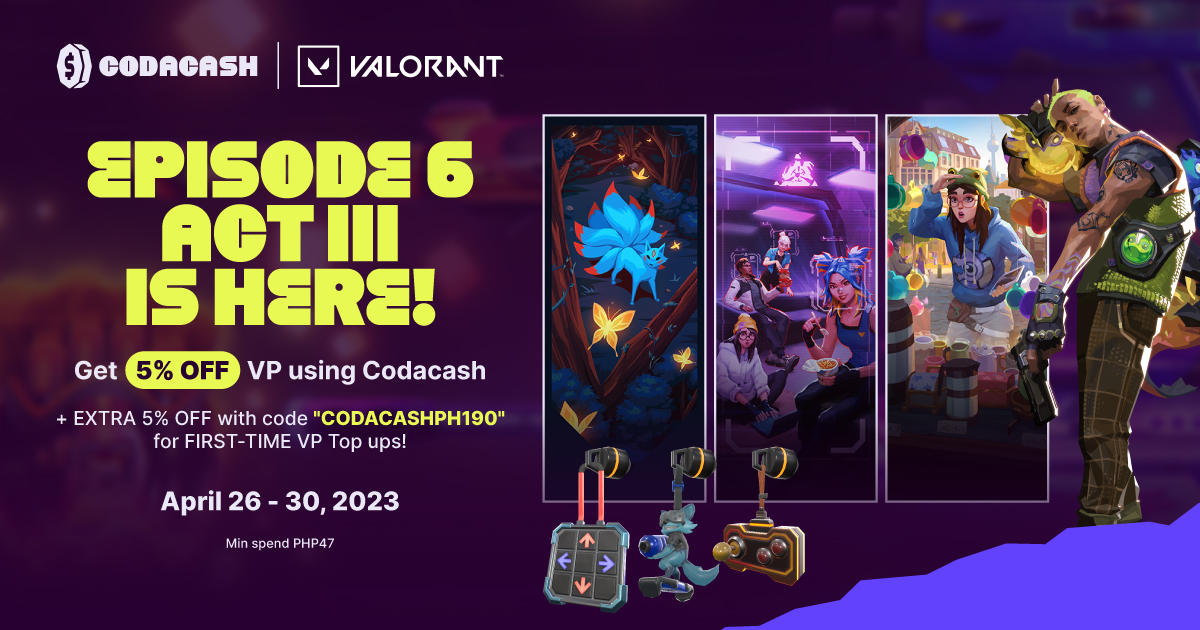 CODACASH | VALORANT
EPISODE 6
ACT III
IS HERE!
Get 5% OFF VP using Codacash
+ EXTRA 5% OFF with code "CODACASHPH190"
for FIRST-TIME VP Top ups!
April 26 - 30, 2023
Min spend PHP47